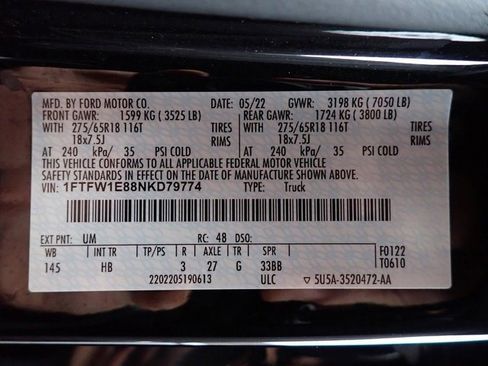 MFD. BY FORD MOTOR CO. 05/22 GVWR: 3198 KG ( 7050 LB)
FRONT GAWR: 1599 KG ( 3525 LB) REAR GAWR: 1724 KG ( 3800 LB)
WITH 275/65R18 116T TIRES WITH 275/65R18 116T TIRES
18x7.5J RIMS 18x7.5J RIMS
AT 240 kPa/ 35 PSI COLD AT 240 kPa/ 35 PSI COLD
THIS VEHICLE CONFORMS TO ALL APPLICABLE FEDERAL MOTOR VEHICLE
SAFETY STANDARDS IN EFFECT ON THE DATE OF MANUFACTURE SHOWN ABOVE.
VIN: 1FTFW1E88NKD79774 TYPE: Truck
EXT PNT: UM RC: 48 DSO:
WB INT TR TP/PS R AXLE TR SPR F0122
145 HB 3 27 G 33BB T0610
2202205190613 ULC ▽ 5U5A-3520472-AA